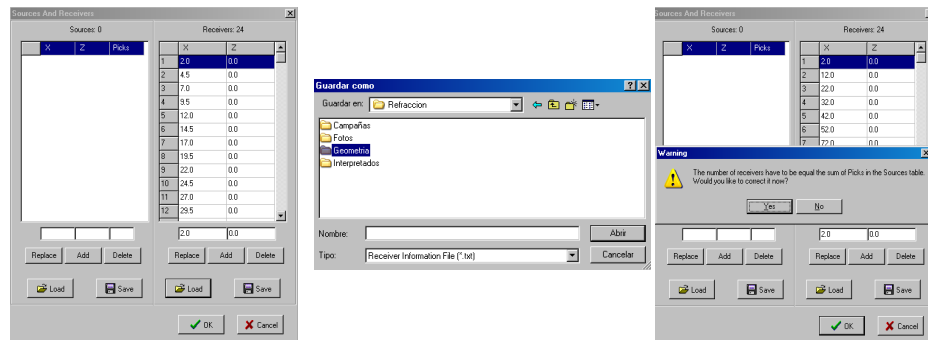 Sources And Receivers
Sources: 0
Receivers: 24
X Z Picks
X Z
1 2.0 0.0
2 4.5 0.0
3 7.0 0.0
4 9.5 0.0
5 12.0 0.0
6 14.5 0.0
7 17.0 0.0
8 19.5 0.0
9 22.0 0.0
10 24.5 0.0
11 27.0 0.0
12 29.5 0.0
2.0 0.0
Replace Add Delete
Replace Add Delete
Load Save
Load Save
OK Cancel
Guardar como
Guardar en: Refraccion
Campañas
Fotos
Geometria
Interpretados
Nombre: Abrir
Tipo: Receiver Information File (*.txt) Cancelar
Sources And Receivers
Sources: 0
Receivers: 24
X Z Picks
X Z
1 2.0 0.0
2 12.0 0.0
3 22.0 0.0
4 32.0 0.0
5 42.0 0.0
6 52.0 0.0
7 72.0 0.0
Warning
The number of receivers have to be equal the sum of Picks in the Sources table.
Would you like to correct it now?
Yes No
2.0 0.0
Replace Add Delete
Replace Add Delete
Load Save
Load Save
OK Cancel